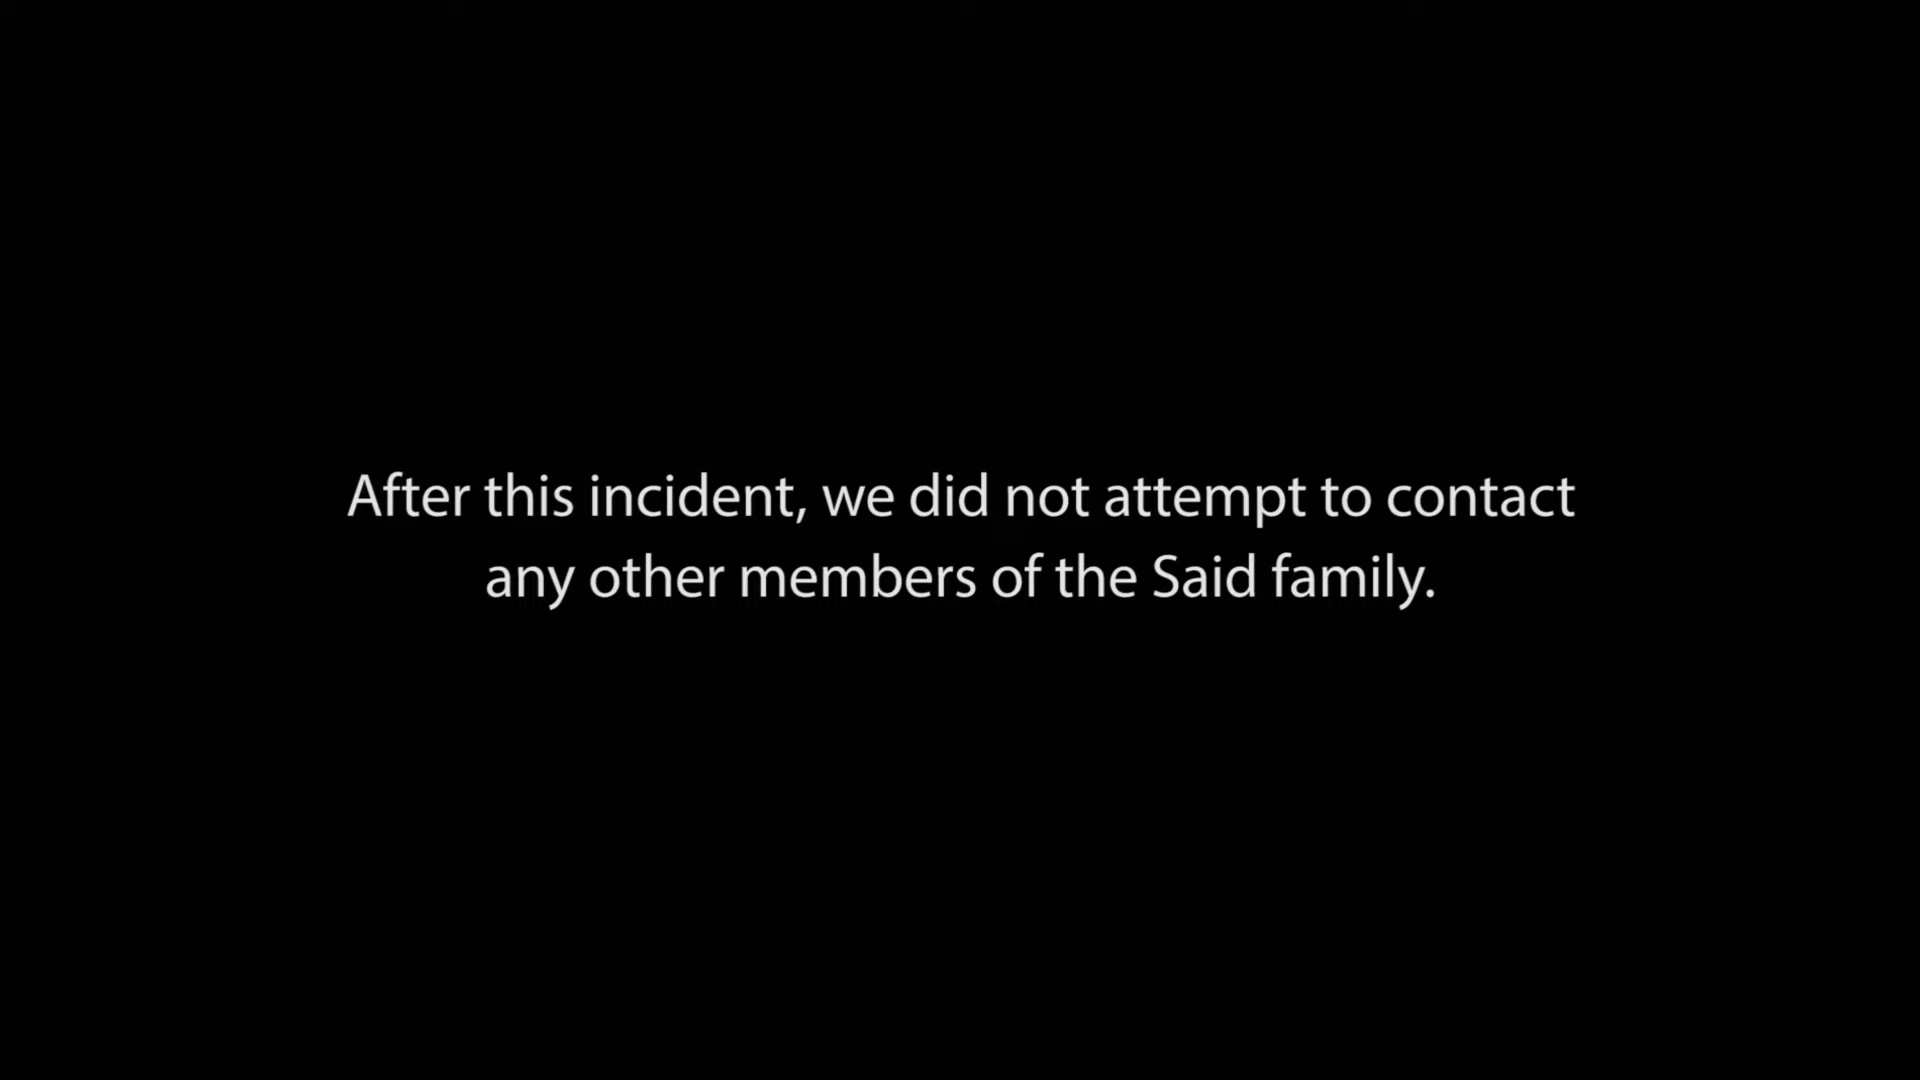 After this incident, we did not attempt to contact
any other members of the Said family.